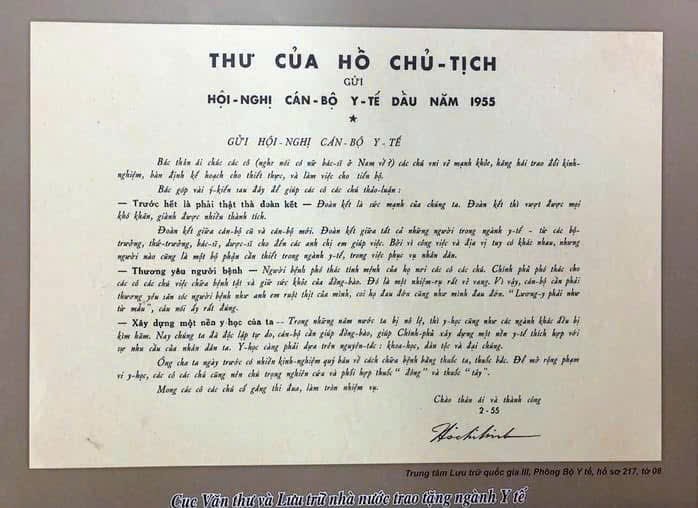 THƯ CỦA HỒ CHỦ-TỊCH
GỬI
HỘI-NGHỊ CÁN-BỘ Y-TẾ DẦU NĂM 1955
★
GỬI HỘI-NGHỊ CÁN-BỘ Y-TẾ
Bác thân ái chúc các cô (nghe nói có nữ bác-sĩ ở Nam về?) các chú vui vẻ mạnh khỏe, hăng hái trao đổi kinh-
nghiệm, bàn định kế hoạch cho thiết thực, và làm việc cho tiến bộ.
Bác góp vài ý-kiến sau đây để giúp các cô các chú thảo-luận :
— Trước hết là phải thật thà đoàn kết — Đoàn kết là sức mạnh của chúng ta. Đoàn kết thì vượt được mọi
khó khăn, giành được nhiều thành tích.
Đoàn kết giữa cán-bộ cũ và cán-bộ mới. Đoàn kết giữa tất cả những người trong ngành y-tế - từ các bộ-
trưởng, thứ-trưởng, bác-sĩ, dược-sĩ cho đến các anh chị em giúp việc. Bởi vì công việc và địa vị tuy có khác nhau, nhưng
người nào cũng là một bộ phận cần thiết trong ngành y-tế, trong việc phục vụ nhân dân.
— Thương yêu người bệnh — Người bệnh phó thác tính mệnh của họ nơi các cô các chú. Chính phủ phó thác cho
các cô các chú việc chữa bệnh tật và giữ sức khỏe của đồng-bào. Đó là một nhiệm-vụ rất vẻ vang. Vì vậy, cán-bộ cần phải
thương yêu săn sóc người bệnh như anh em ruột thịt của mình, coi họ đau đớn cũng như mình đau đớn. "Lương-y phải như
từ mẫu", câu nói ấy rất đúng.
— Xây dựng một nền y-học của ta — Trong những năm nước ta bị nô lệ, thì y-học cũng như các ngành khác đều bị
kìm hãm. Nay chúng ta đã độc lập tự do, cán-bộ cần giúp đồng-bào, giúp Chính-phủ xây dựng một nền y-tế thích hợp với
sự nhu cầu của nhân dân ta. Y-học càng phải dựa trên nguyên-tắc : khoa-học, dân tộc và đại chúng.
Ông cha ta ngày trước có nhiều kinh-nghiệm quý báu về cách chữa bệnh bằng thuốc ta, thuốc bắc. Để mở rộng phạm
vi y-học, các cô các chú cũng nên chú trọng nghiên cứu và phối hợp thuốc "đông" và thuốc "tây".
Mong các cô các chú cố gắng thi đua, làm tròn nhiệm vụ.
Chào thân ái và thành công
2-55
Hochiminh
Trung tâm Lưu trữ quốc gia III, Phông Bộ Y tế, hồ sơ 217, tờ 08
Cục Văn thư và Lưu trữ nhà nước trao tặng ngành Y tế